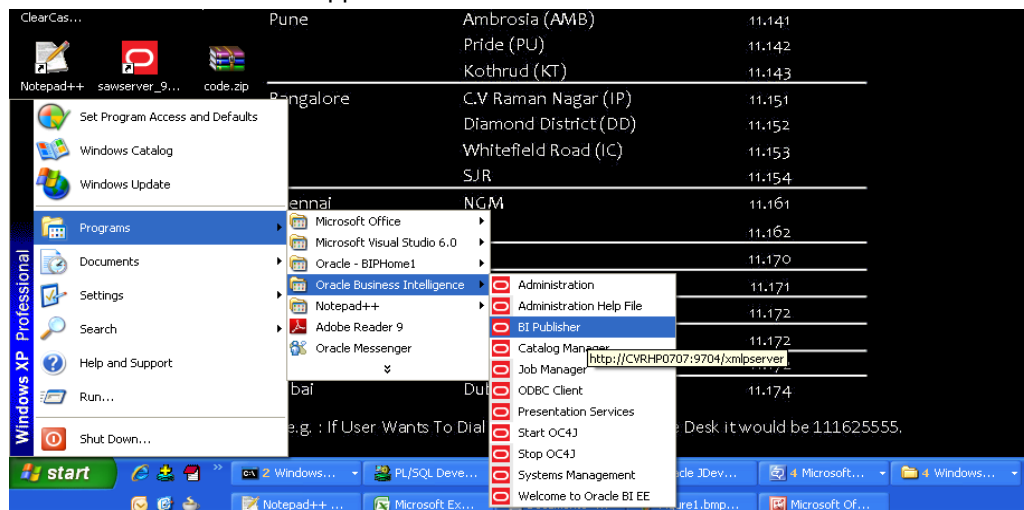 ClearCas...
Pune Ambrosia (AMB) 11.141
Pride (PU) 11.142
Kothrud (KT) 11.143
Notepad++ sawserver_9... code.zip
Bangalore C.V Raman Nagar (IP) 11.151
Diamond District (DD) 11.152
Whitefield Road (IC) 11.153
SJR 11.154
ennai NGM 11.161
11.162
11.170
11.171
11.172
11.172
bai Du 11.174
e.g. : If User Wants To Dial e Desk it would be 111625555.
Windows XP Professional
Set Program Access and Defaults
Windows Catalog
Windows Update
Programs
Documents
Settings
Search
Help and Support
Run...
Shut Down...
Microsoft Office
Microsoft Visual Studio 6.0
Oracle - BIPHome1
Oracle Business Intelligence
Notepad++
Adobe Reader 9
Oracle Messenger
Administration
Administration Help File
BI Publisher
Catalog Manager
http://CVRHP0707:9704/xmlpserver
Job Manager
ODBC Client
Presentation Services
Start OC4J
Stop OC4J
Systems Management
Welcome to Oracle BI EE
start 2 Windows... PL/SQL Deve... cle JDev... 4 Microsoft... 4 Windows...
Notepad++ ... Microsoft Ex... ure1.bmp... Microsoft Of...